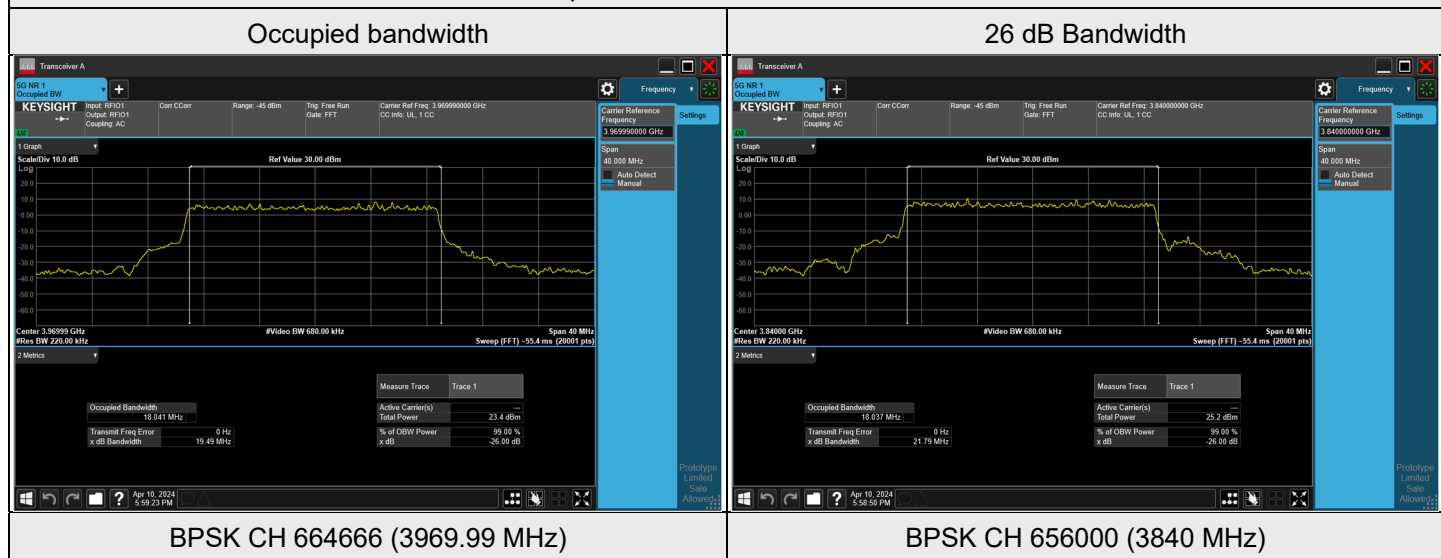 Occupied bandwidth
26 dB Bandwidth
Transceiver A
5G NR 1
Occupied BW
+
Frequency
KEYSIGHT
Input: RFIO1
Output: RFIO1
Coupling: AC
Corr CCorr
Range: -45 dBm
Trig: Free Run
Gate: FFT
Carrier Ref Freq: 3.969990000 GHz
CC Info: UL, 1 CC
LXI
Carrier Reference
Frequency
3.969990000 GHz
Settings
Span
40.000 MHz
Auto Detect
Manual
1 Graph
Scale/Div 10.0 dB
Ref Value 30.00 dBm
Log
20.0
10.0
0.00
-10.0
-20.0
-30.0
-40.0
-50.0
-60.0
Center 3.96999 GHz
#Video BW 680.00 kHz
Span 40 MHz
#Res BW 220.00 kHz
Sweep (FFT) ~55.4 ms (20001 pts)
2 Metrics
Measure Trace Trace 1
Occupied Bandwidth
18.041 MHz
Active Carrier(s) ---
Total Power 23.4 dBm
Transmit Freq Error 0 Hz
x dB Bandwidth 19.49 MHz
% of OBW Power 99.00 %
x dB -26.00 dB
Prototype
Limited
Sale
Allowed
?
Apr 10, 2024
5:59:23 PM
Transceiver A
5G NR 1
Occupied BW
+
Frequency
KEYSIGHT
Input: RFIO1
Output: RFIO1
Coupling: AC
Corr CCorr
Range: -45 dBm
Trig: Free Run
Gate: FFT
Carrier Ref Freq: 3.840000000 GHz
CC Info: UL, 1 CC
LXI
Carrier Reference
Frequency
3.840000000 GHz
Settings
Span
40.000 MHz
Auto Detect
Manual
1 Graph
Scale/Div 10.0 dB
Ref Value 30.00 dBm
Log
20.0
10.0
0.00
-10.0
-20.0
-30.0
-40.0
-50.0
-60.0
Center 3.84000 GHz
#Video BW 680.00 kHz
Span 40 MHz
#Res BW 220.00 kHz
Sweep (FFT) ~55.4 ms (20001 pts)
2 Metrics
Measure Trace Trace 1
Occupied Bandwidth
18.037 MHz
Active Carrier(s) ---
Total Power 25.2 dBm
Transmit Freq Error 0 Hz
x dB Bandwidth 21.79 MHz
% of OBW Power 99.00 %
x dB -26.00 dB
Prototype
Limited
Sale
Allowed
?
Apr 10, 2024
5:58:50 PM
BPSK CH 664666 (3969.99 MHz)
BPSK CH 656000 (3840 MHz)